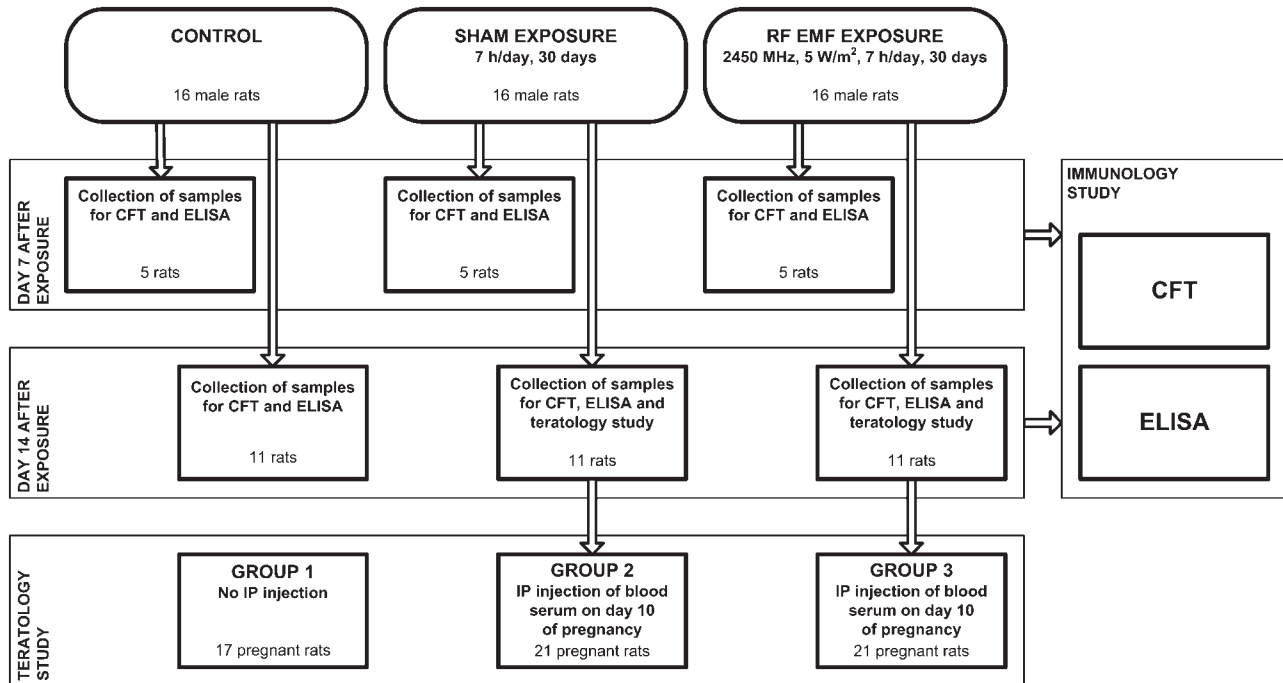 CONTROL
16 male rats
SHAM EXPOSURE
7 h/day, 30 days
16 male rats
RF EMF EXPOSURE
2450 MHz, 5 W/m², 7 h/day, 30 days
16 male rats
DAY 7 AFTER
EXPOSURE
Collection of samples
for CFT and ELISA
5 rats
Collection of samples
for CFT and ELISA
5 rats
Collection of samples
for CFT and ELISA
5 rats
IMMUNOLOGY
STUDY
CFT
ELISA
DAY 14 AFTER
EXPOSURE
Collection of samples
for CFT and ELISA
11 rats
Collection of samples
for CFT, ELISA and
teratology study
11 rats
Collection of samples
for CFT, ELISA and
teratology study
11 rats
TERATOLOGY
STUDY
GROUP 1
No IP injection
17 pregnant rats
GROUP 2
IP injection of blood
serum on day 10
of pregnancy
21 pregnant rats
GROUP 3
IP injection of blood
serum on day 10
of pregnancy
21 pregnant rats